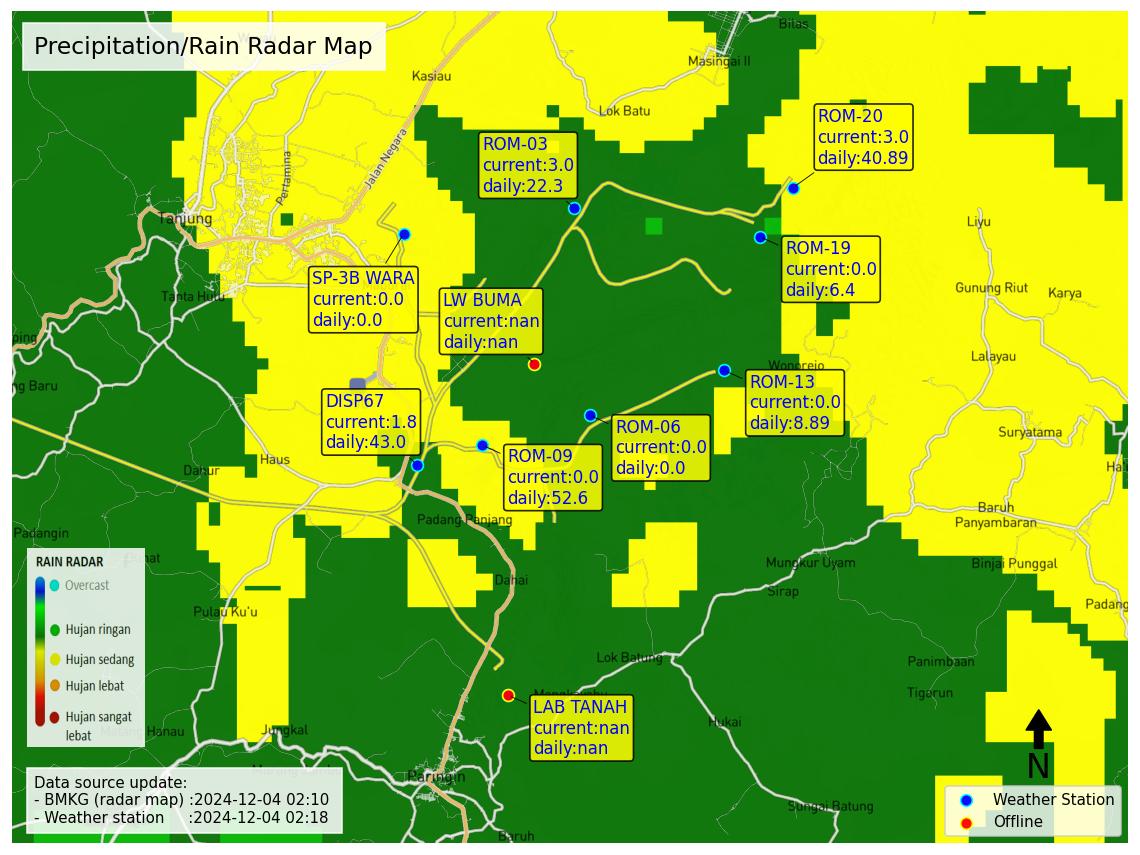 Precipitation/Rain Radar Map
Bitas
Masingai II
Kasiau
Lok Batu
Jalan Negara
Pertamina
Tanjung
Tanta Hulu
ROM-03
current:3.0
daily:22.3
ROM-20
current:3.0
daily:40.89
ROM-19
current:0.0
daily:6.4
SP-3B WARA
current:0.0
daily:0.0
LW BUMA
current:nan
daily:nan
Liyu
Gunung Riut
Karya
Lalayau
Wonorejo
ping
ng Baru
DISP67
current:1.8
daily:43.0
ROM-13
current:0.0
daily:8.89
ROM-06
current:0.0
daily:0.0
ROM-09
current:0.0
daily:52.6
Suryatama
Haus
Dahur
Padang Panjang
Baruh
Panyambaran
Padangin
Mungkur Uyam
Binjai Punggal
Dahai
Sirap
Padang
Pulau Ku'u
RAIN RADAR
Overcast
Hujan ringan
Hujan sedang
Hujan lebat
Hujan sangat
lebat
Lok Batung
Panimbaan
Tigarun
LAB TANAH
current:nan
daily:nan
Hukai
Jungkal
Hanau
Paringin
Sungai Batung
Baruh
N
Data source update:
- BMKG (radar map) :2024-12-04 02:10
- Weather station :2024-12-04 02:18
Weather Station
Offline